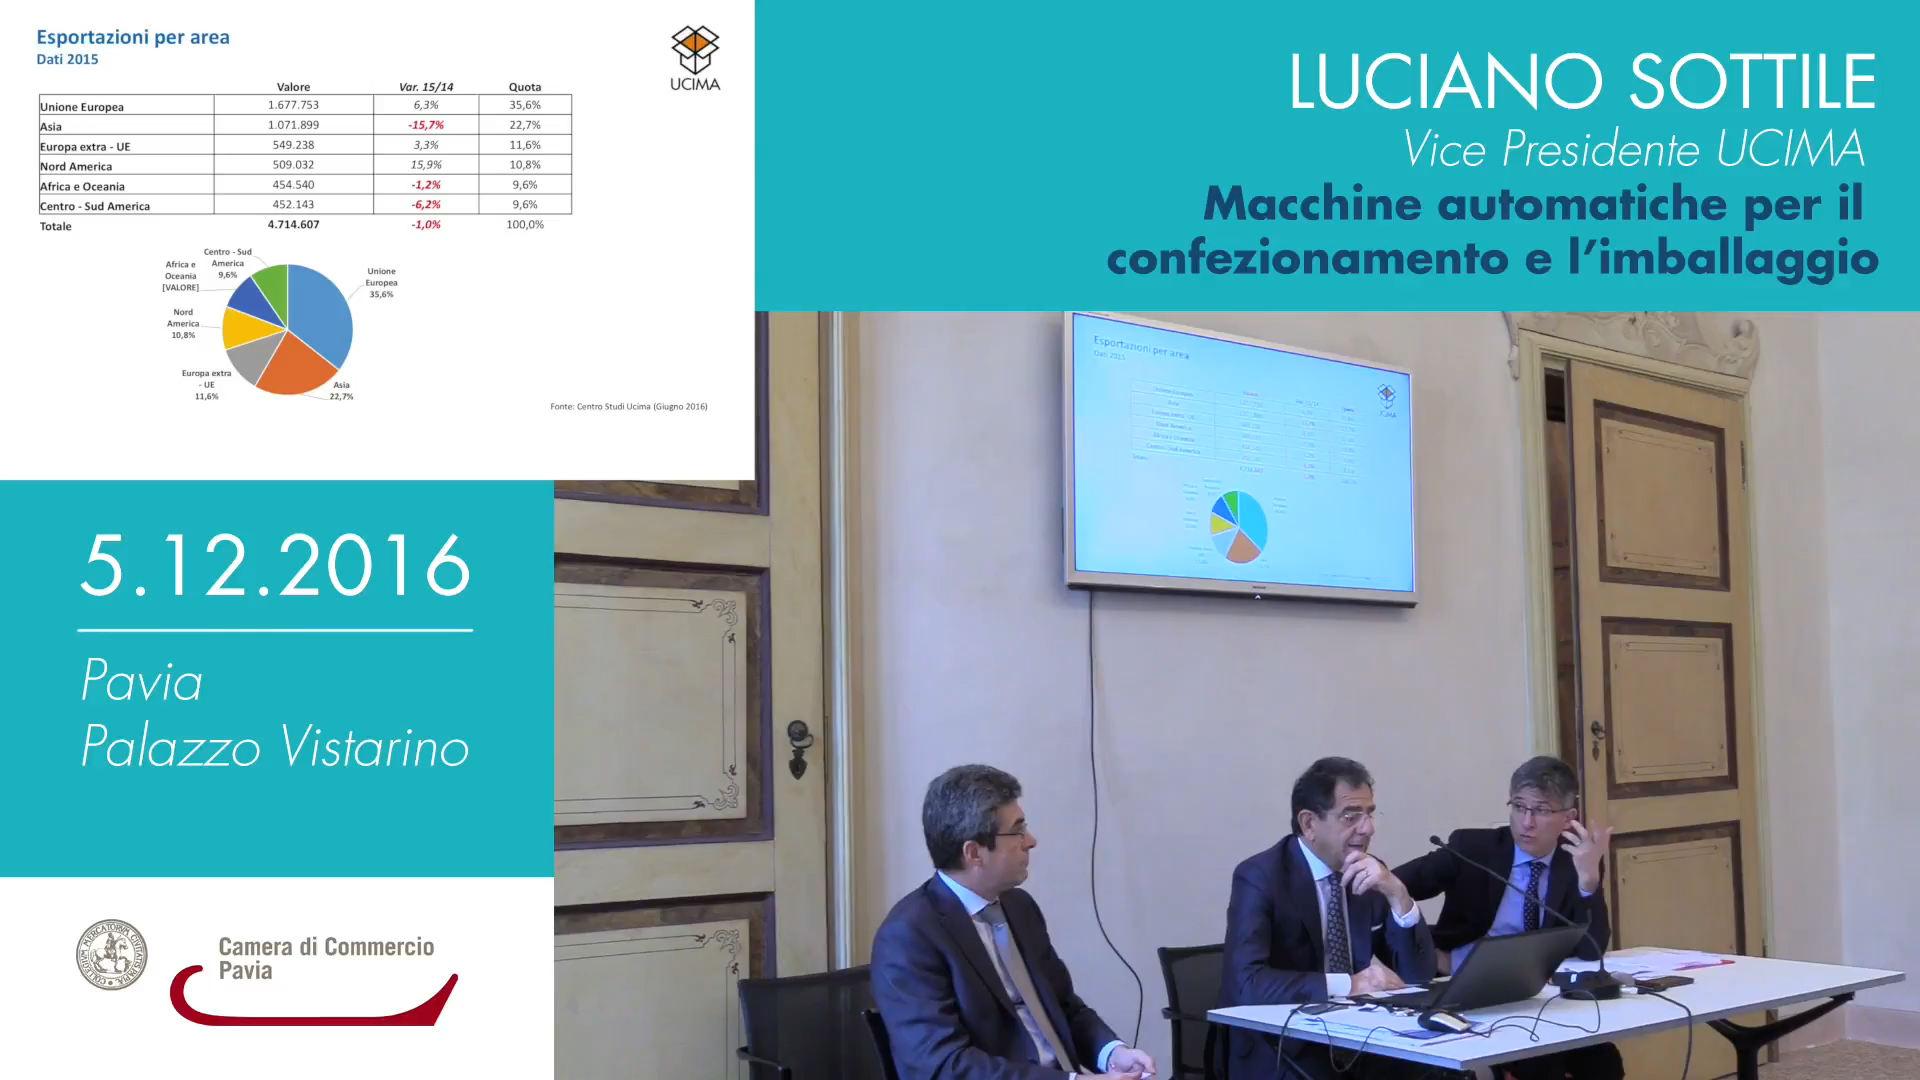 Esportazioni per area
Dati 2015
UCIMA
Valore Var. 15/14 Quota
Unione Europea 1.677.753 6,3% 35,6%
Asia 1.071.899 -15,7% 22,7%
Europa extra - UE 549.238 3,3% 11,6%
Nord America 509.032 15,9% 10,8%
Africa e Oceania 454.540 -1,2% 9,6%
Centro - Sud America 452.143 -6,2% 9,6%
Totale 4.714.607 -1,0% 100,0%
Centro - Sud
America
9,6%
Africa e
Oceania
[VALORE]
Unione
Europea
35,6%
Nord
America
10,8%
Europa extra
- UE
11,6%
Asia
22,7%
Fonte: Centro Studi Ucima (Giugno 2016)
LUCIANO SOTTILE
Vice Presidente UCIMA
Macchine automatiche per il
confezionamento e l'imballaggio
Esportazioni per area
Dati 2015
5.12.2016
Pavia
Palazzo Vistarino
Camera di Commercio
Pavia